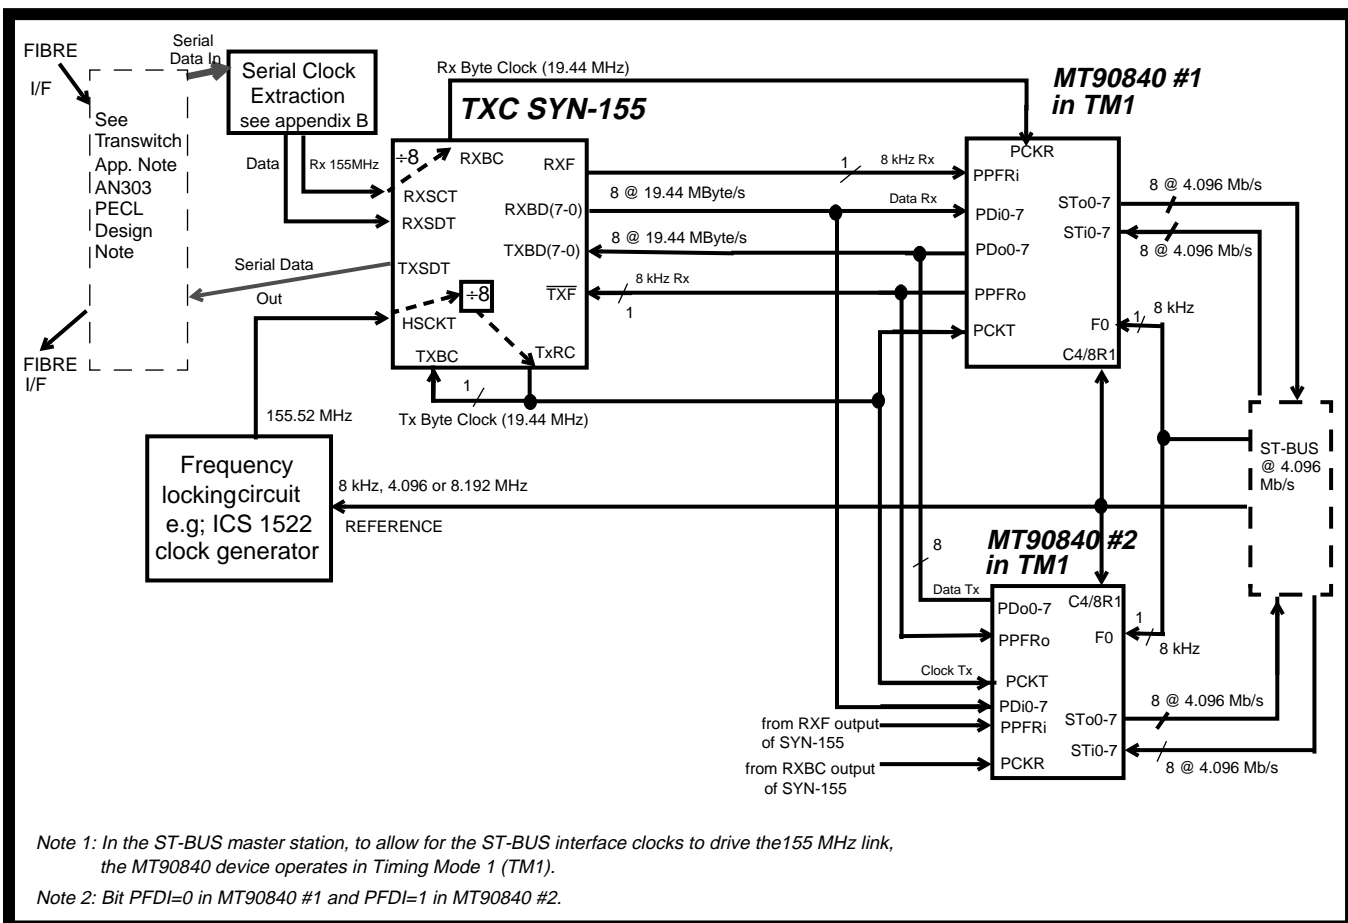 FIBRE
I/F
See
Transwitch
App. Note
AN303
PECL
Design
Note
FIBRE
I/F
Serial
Data In
Serial Clock
Extraction
see appendix B
Data
Rx 155MHz
Serial Data
Out
155.52 MHz
Frequency
lockingcircuit
e.g; ICS 1522
clock generator
8 kHz, 4.096 or 8.192 MHz
REFERENCE
Rx Byte Clock (19.44 MHz)
TXC SYN-155
÷8
RXBC
RXF
RXSCT
RXBD(7-0)
RXSDT
TXBD(7-0)
TXSDT
÷8
TXF
HSCKT
TXBC
TxRC
1
Tx Byte Clock (19.44 MHz)
1
8 kHz Rx
8 @ 19.44 MByte/s
Data Rx
8 @ 19.44 MByte/s
8 kHz Rx
1
MT90840 #1
in TM1
PCKR
PPFRi
STo0-7
PDi0-7
STi0-7
PDo0-7
PPFRo
F0
PCKT
C4/8R1
8 @ 4.096 Mb/s
8 @ 4.096 Mb/s
1
8 kHz
ST-BUS
@ 4.096
Mb/s
MT90840 #2
in TM1
8
Data Tx
PDo0-7
C4/8R1
PPFRo
F0
1
8 kHz
Clock Tx
PCKT
PDi0-7
STo0-7
PPFRi
STi0-7
PCKR
8 @ 4.096 Mb/s
8 @ 4.096 Mb/s
from RXF output
of SYN-155
from RXBC output
of SYN-155
Note 1: In the ST-BUS master station, to allow for the ST-BUS interface clocks to drive the155 MHz link,
the MT90840 device operates in Timing Mode 1 (TM1).
Note 2: Bit PFDI=0 in MT90840 #1 and PFDI=1 in MT90840 #2.